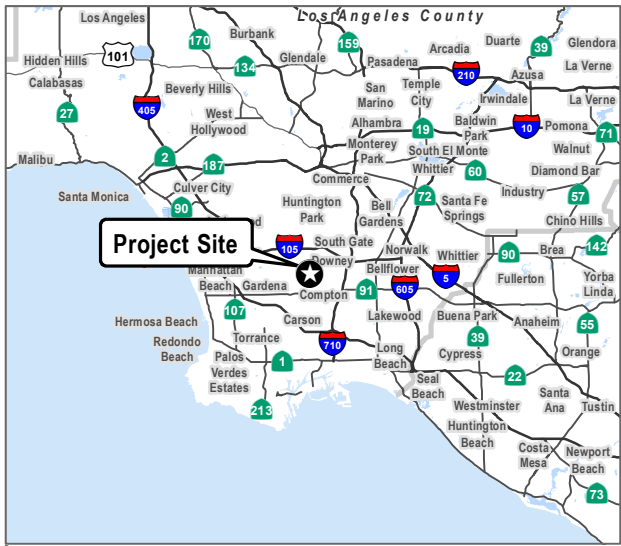 Los Angeles County
Los Angeles
Burbank
170
159
Arcadia
Duarte
39
Glendora
101
Hidden Hills
134
Glendale
Pasadena
210
La Verne
Azusa
Calabasas
Beverly Hills
San
Marino
Temple
City
Irwindale
La Verne
27
405
West
Hollywood
Alhambra
19
Baldwin
Park
10
Pomona
71
Malibu
2
187
Monterey
Park
South El Monte
Walnut
Whittier
60
Diamond Bar
Commerce
Santa Monica
Culver City
90
Huntington
Park
Bell
Gardens
72
Santa Fe
Springs
Industry
57
Chino Hills
Project Site
105
South Gate
Downey
Norwalk
Whittier
90
Brea
142
Manhattan
Beach
Gardena
Compton
Bellflower
91
605
5
Fullerton
Yorba
Linda
107
Hermosa Beach
Carson
Lakewood
Buena Park
Anaheim
55
Redondo
Beach
Torrance
710
Long
Beach
39
Cypress
Orange
Palos
Verdes
Estates
1
22
Seal
Beach
213
Santa
Ana
Westminster
Tustin
Huntington
Beach
Costa
Mesa
Newport
Beach
73